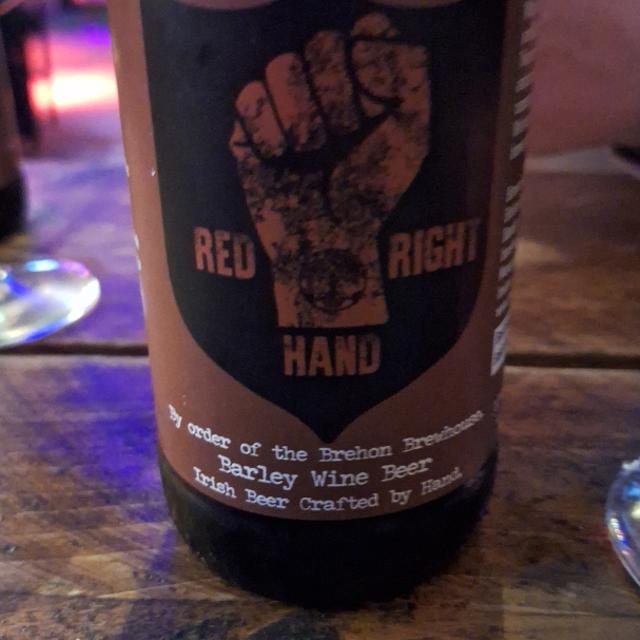 RED RIGHT
HAND
By order of the Brehon Brewhouse
Barley Wine Beer
Irish Beer Crafted by Hand